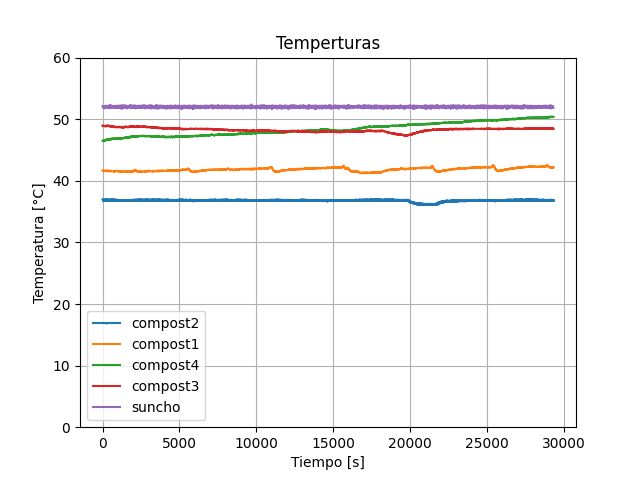 Temperturas
60
50
40
30
20
10
0
Temperatura [°C]
compost2
compost1
compost4
compost3
suncho
0 5000 10000 15000 20000 25000 30000
Tiempo [s]